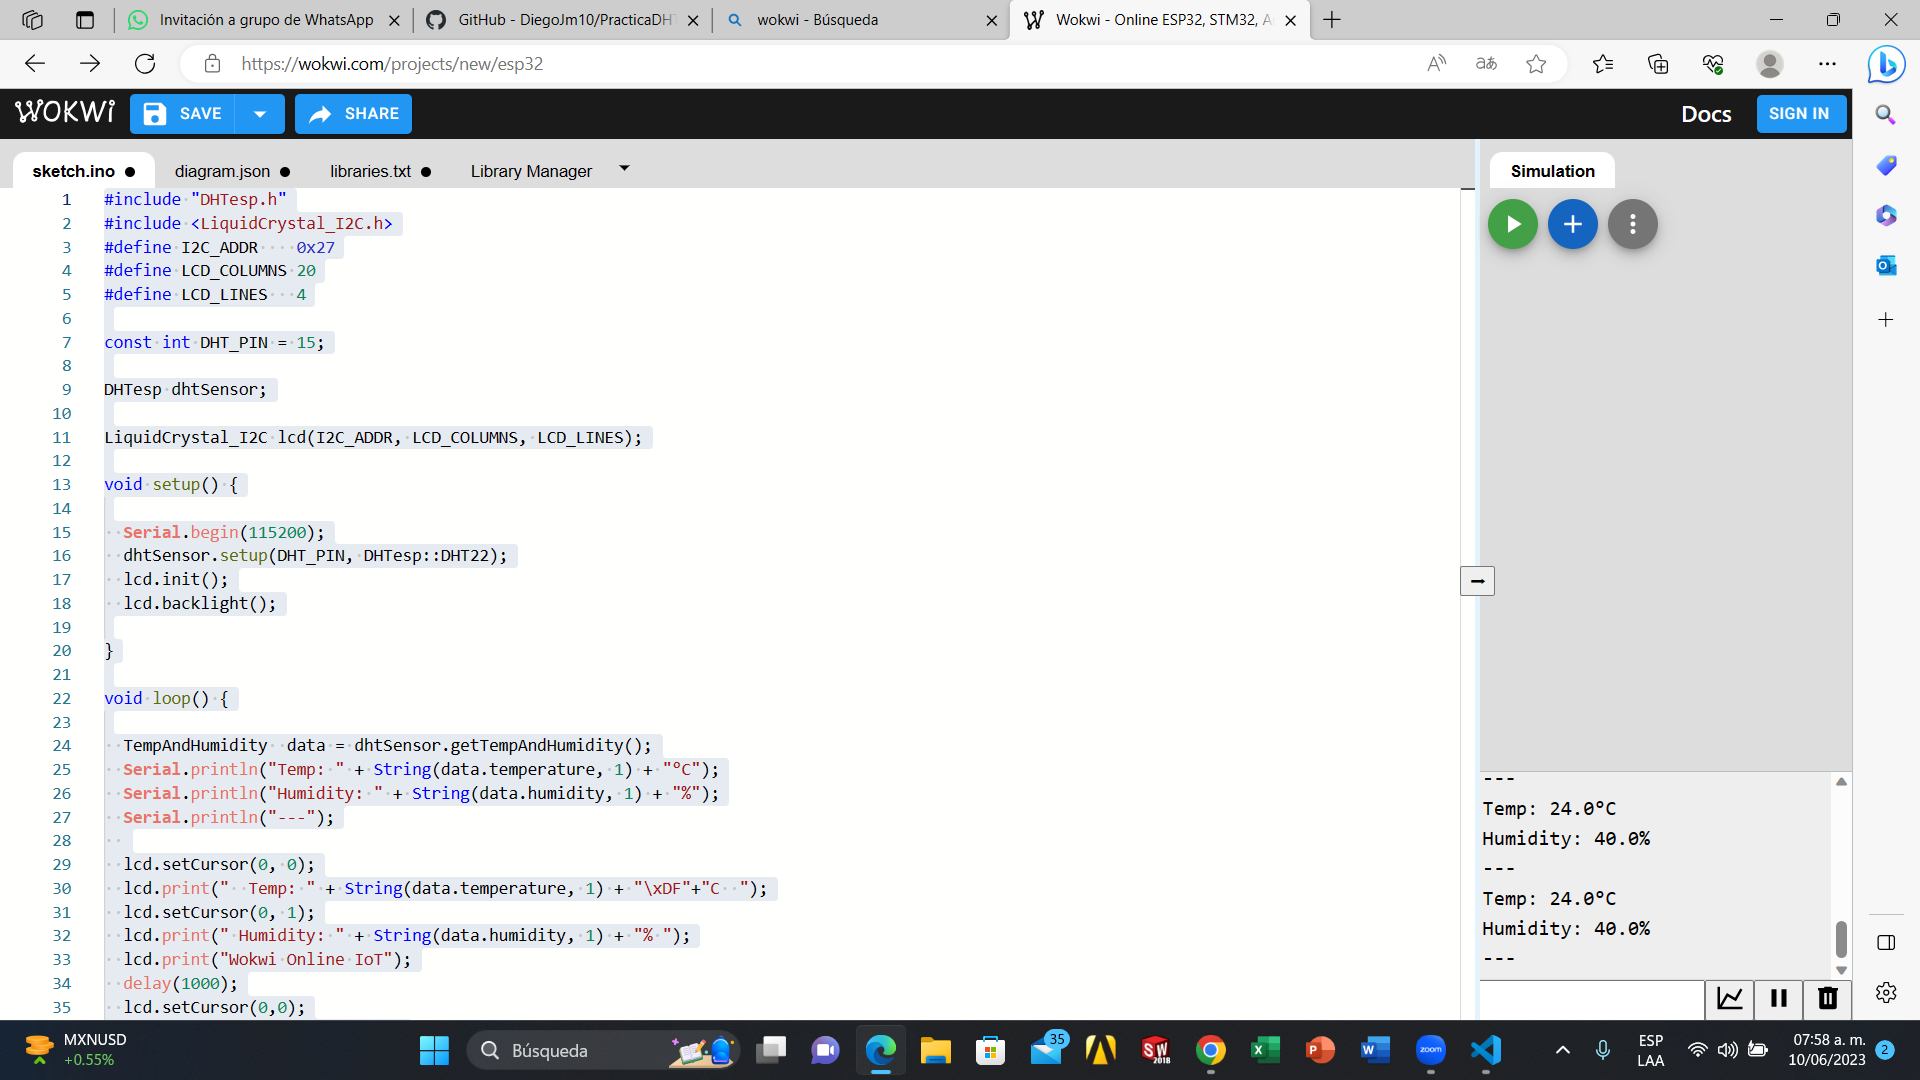 Invitación a grupo de WhatsApp
GitHub - DiegoJm10/PracticaDHT
wokwi - Búsqueda
Wokwi - Online ESP32, STM32, A
https://wokwi.com/projects/new/esp32
WOKWi
SAVE
SHARE
Docs
SIGN IN
sketch.ino
diagram.json
libraries.txt
Library Manager
Simulation
1 #include "DHTesp.h"
2 #include <LiquidCrystal_I2C.h>
3 #define I2C_ADDR    0x27
4 #define LCD_COLUMNS 20
5 #define LCD_LINES   4
6
7 const int DHT_PIN = 15;
8
9 DHTesp dhtSensor;
10
11 LiquidCrystal_I2C lcd(I2C_ADDR, LCD_COLUMNS, LCD_LINES);
12
13 void setup() {
14
15   Serial.begin(115200);
16   dhtSensor.setup(DHT_PIN, DHTesp::DHT22);
17   lcd.init();
18   lcd.backlight();
19
20 }
21
22 void loop() {
23
24   TempAndHumidity  data = dhtSensor.getTempAndHumidity();
25   Serial.println("Temp: " + String(data.temperature, 1) + "°C");
26   Serial.println("Humidity: " + String(data.humidity, 1) + "%");
27   Serial.println("---");
28
29   lcd.setCursor(0, 0);
30   lcd.print("  Temp: " + String(data.temperature, 1) + "\xDF"+"C  ");
31   lcd.setCursor(0, 1);
32   lcd.print(" Humidity: " + String(data.humidity, 1) + "% ");
33   lcd.print("Wokwi Online IoT");
34   delay(1000);
35   lcd.setCursor(0,0);
---
Temp: 24.0°C
Humidity: 40.0%
---
Temp: 24.0°C
Humidity: 40.0%
---
MXNUSD
+0.55%
Búsqueda
35
SW
2018
zoom
ESP
LAA
07:58 a. m.
10/06/2023
2